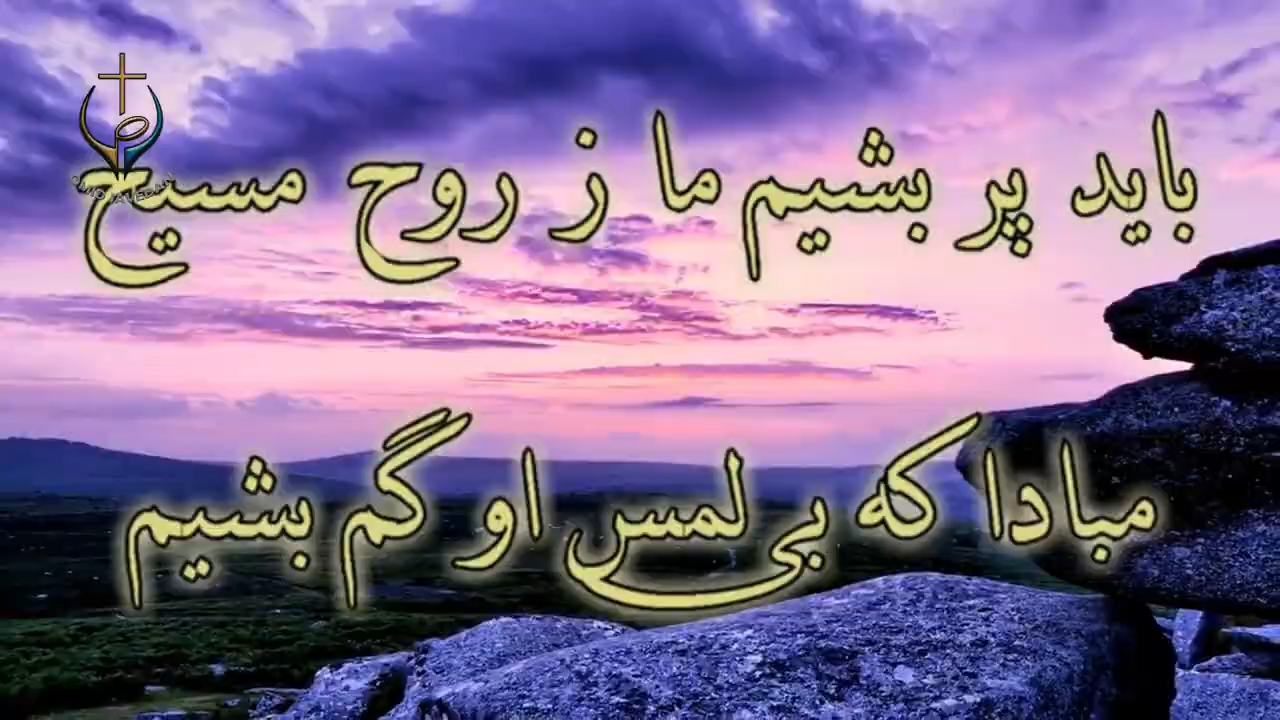 باید پر بشیم ما ز روح مسیح
مبادا که بی لمس او گم بشیم